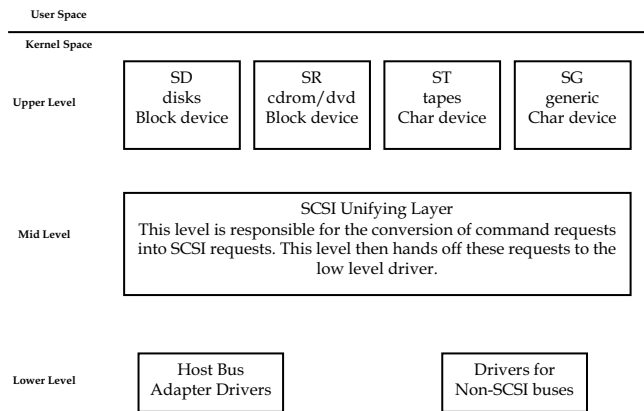 User Space
Kernel Space
Upper Level
SD
disks
Block device
SR
cdrom/dvd
Block device
ST
tapes
Char device
SG
generic
Char device
Mid Level
SCSI Unifying Layer
This level is responsible for the conversion of command requests
into SCSI requests. This level then hands off these requests to the
low level driver.
Lower Level
Host Bus
Adapter Drivers
Drivers for
Non-SCSI buses